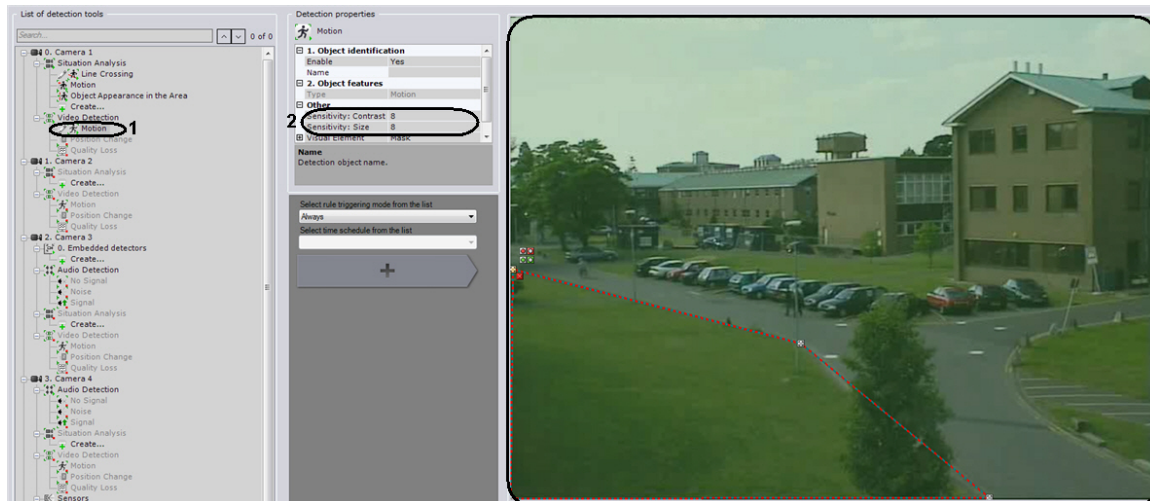 List of detection tools
Search...
0 of 0
0. Camera 1
Situation Analysis
Line Crossing
Motion
Object Appearance in the Area
Create...
Video Detection
Motion
1
Position Change
Quality Loss
1. Camera 2
Situation Analysis
Create...
Video Detection
Motion
Position Change
Quality Loss
2. Camera 3
0. Embedded detectors
Create...
Audio Detection
No Signal
Noise
Signal
Situation Analysis
Create...
Video Detection
Motion
Position Change
Quality Loss
3. Camera 4
Audio Detection
No Signal
Noise
Signal
Situation Analysis
Create...
Video Detection
Motion
Position Change
Quality Loss
Sensors
Detection properties
Motion
1. Object identification
Enable Yes
Name
2. Object features
Type Motion
Other
2
Sensitivity: Contrast 8
Sensitivity: Size 8
Visual Element Mask
Name
Detection object name.
Select rule triggering mode from the list
Always
Select time schedule from the list